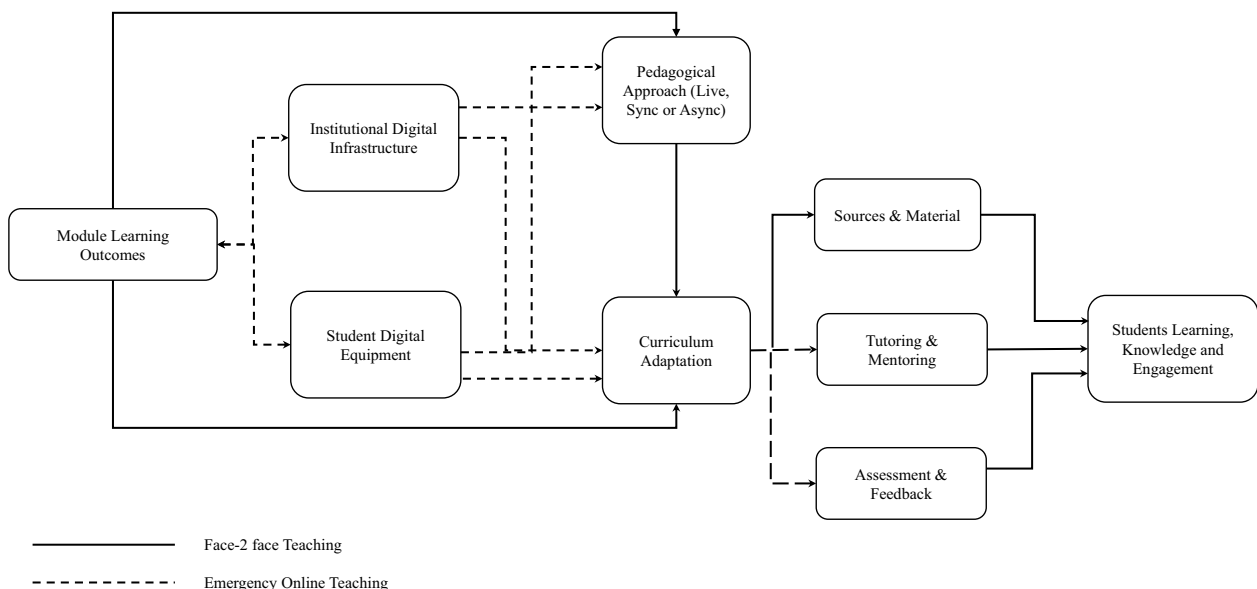 Pedagogical
Approach (Live,
Sync or Async)
Institutional Digital
Infrastructure
Module Learning
Outcomes
Student Digital
Equipment
Curriculum
Adaptation
Sources & Material
Tutoring &
Mentoring
Assessment &
Feedback
Students Learning,
Knowledge and
Engagement
Face-2 face Teaching
Emergency Online Teaching